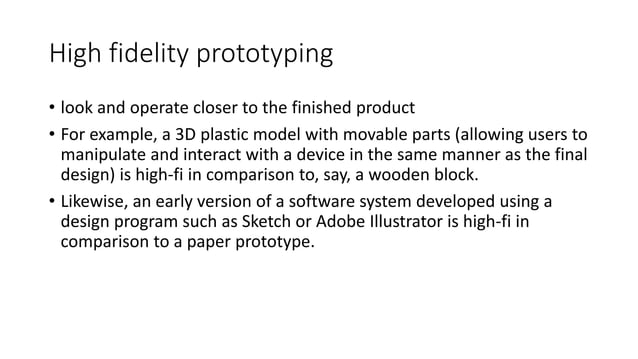 High fidelity prototyping
• look and operate closer to the finished product
• For example, a 3D plastic model with movable parts (allowing users to
manipulate and interact with a device in the same manner as the final
design) is high-fi in comparison to, say, a wooden block.
• Likewise, an early version of a software system developed using a
design program such as Sketch or Adobe Illustrator is high-fi in
comparison to a paper prototype.